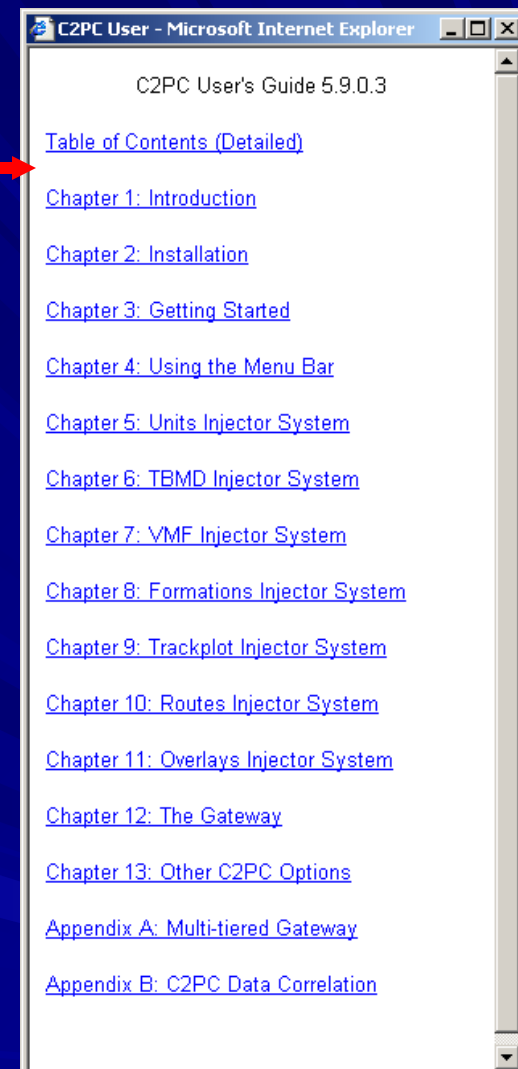 C2PC User - Microsoft Internet Explorer
C2PC User's Guide 5.9.0.3
Table of Contents (Detailed)
Chapter 1: Introduction
Chapter 2: Installation
Chapter 3: Getting Started
Chapter 4: Using the Menu Bar
Chapter 5: Units Injector System
Chapter 6: TBMD Injector System
Chapter 7: VMF Injector System
Chapter 8: Formations Injector System
Chapter 9: Trackplot Injector System
Chapter 10: Routes Injector System
Chapter 11: Overlays Injector System
Chapter 12: The Gateway
Chapter 13: Other C2PC Options
Appendix A: Multi-tiered Gateway
Appendix B: C2PC Data Correlation